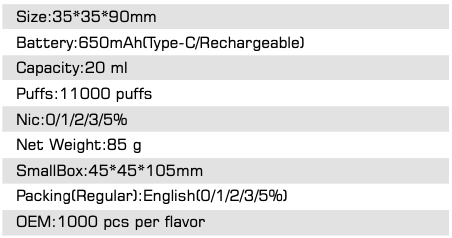 Size:35*35*90mm
Battery:650mAh(Type-C/Rechargeable)
Capacity:20 ml
Puffs:11000 puffs
Nic:0/1/2/3/5%
Net Weight:85 g
SmallBox:45*45*105mm
Packing(Regular):English(0/1/2/3/5%)
OEM:1000 pcs per flavor